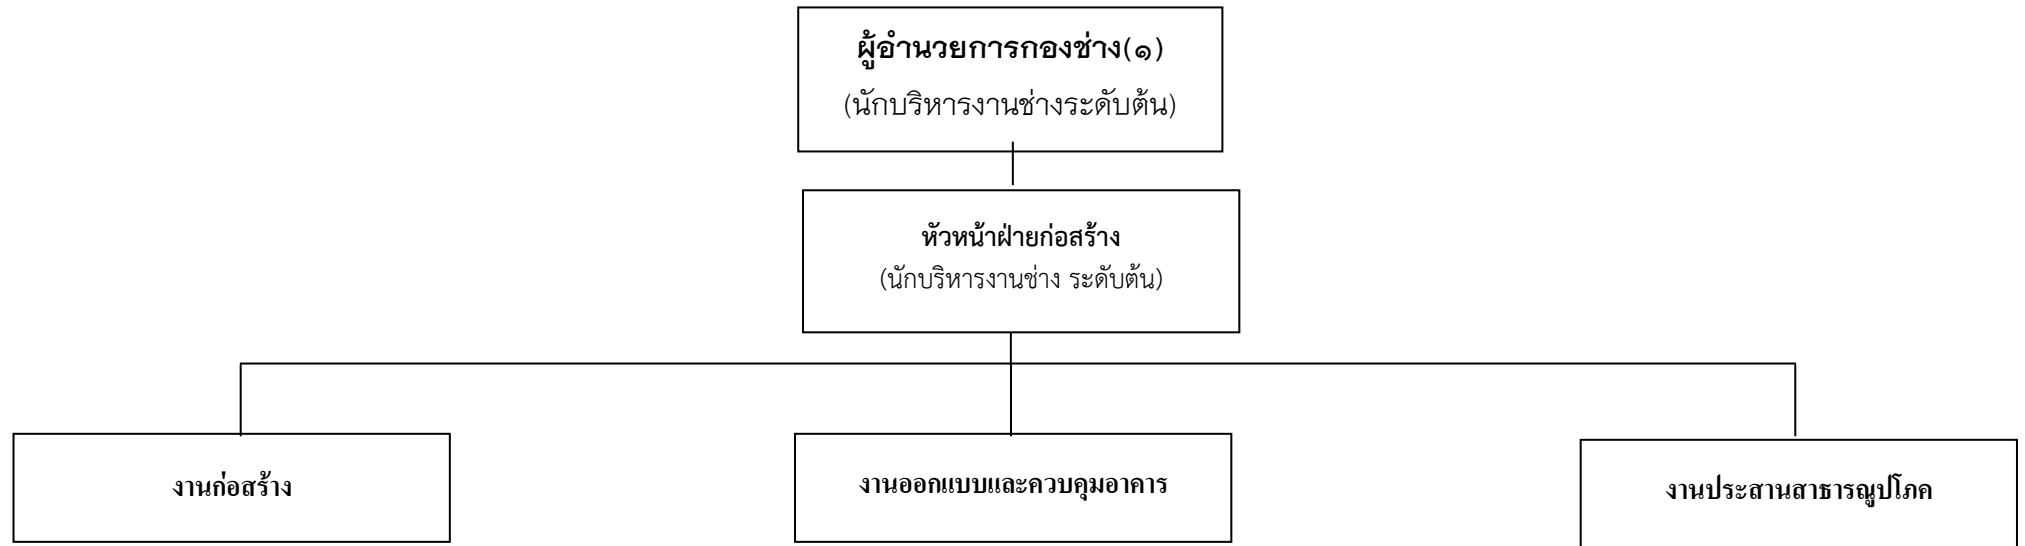 ผู้อำนวยการกองช่าง(๑)
(นักบริหารงานช่างระดับต้น)
หัวหน้าฝ่ายก่อสร้าง
(นักบริหารงานช่าง ระดับต้น)
งานก่อสร้าง
งานออกแบบและควบคุมอาคาร
งานประสานสาธารณูปโภค